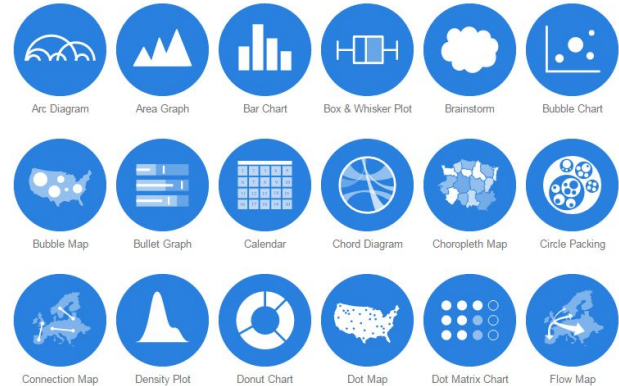 Arc Diagram
Area Graph
Bar Chart
Box & Whisker Plot
Brainstorm
Bubble Chart
Bubble Map
Bullet Graph
Calendar
Chord Diagram
Choropleth Map
Circle Packing
Connection Map
Density Plot
Donut Chart
Dot Map
Dot Matrix Chart
Flow Map